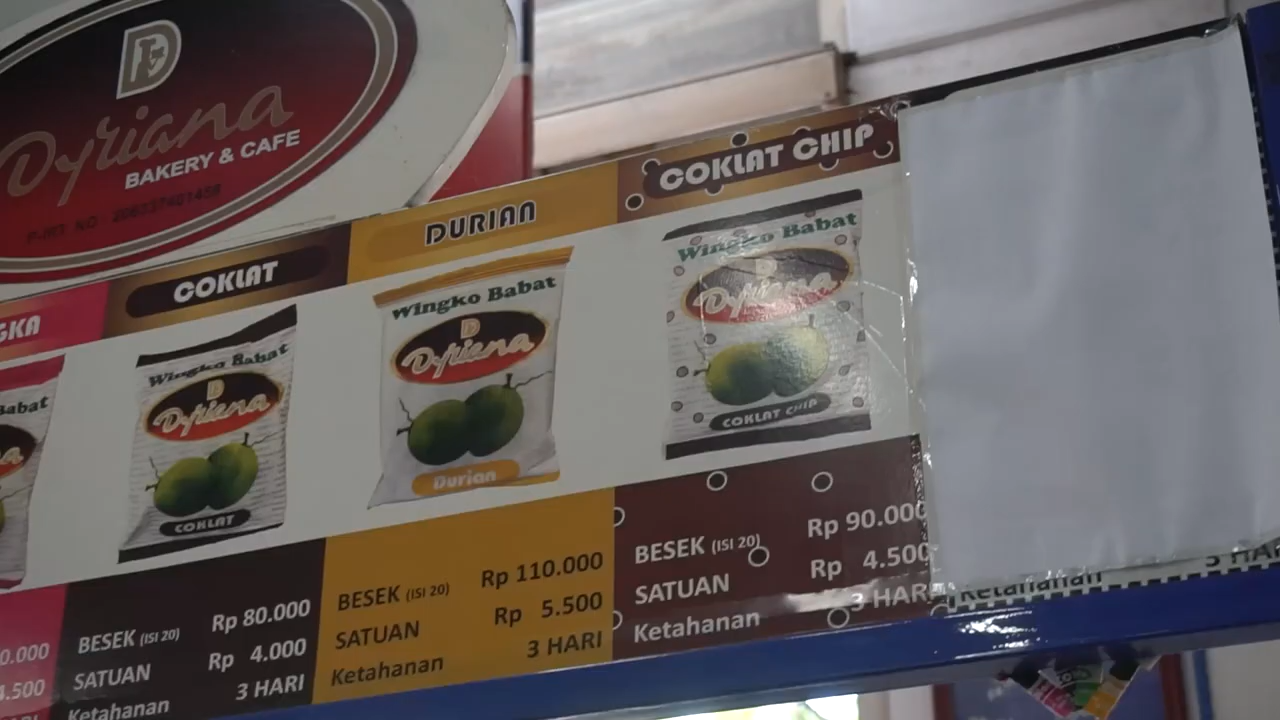 Dyriana
BAKERY & CAFE
P-IRT NO
GKA
COKLAT
DURIAN
COKLAT CHIP
Babat
Wingko Babat
Dyriana
COKLAT
Wingko Babat
Dyriana
Durian
Wingko Babat
Dyriana
COKLAT CHIP
0.000
4.500
HARI
BESEK (ISI 20) Rp 80.000
SATUAN Rp 4.000
Ketahanan 3 HARI
BESEK (ISI 20) Rp 110.000
SATUAN Rp 5.500
Ketahanan 3 HARI
BESEK (ISI 20) Rp 90.000
SATUAN Rp 4.500
Ketahanan 3 HARI
Ketahanan 5 HAR